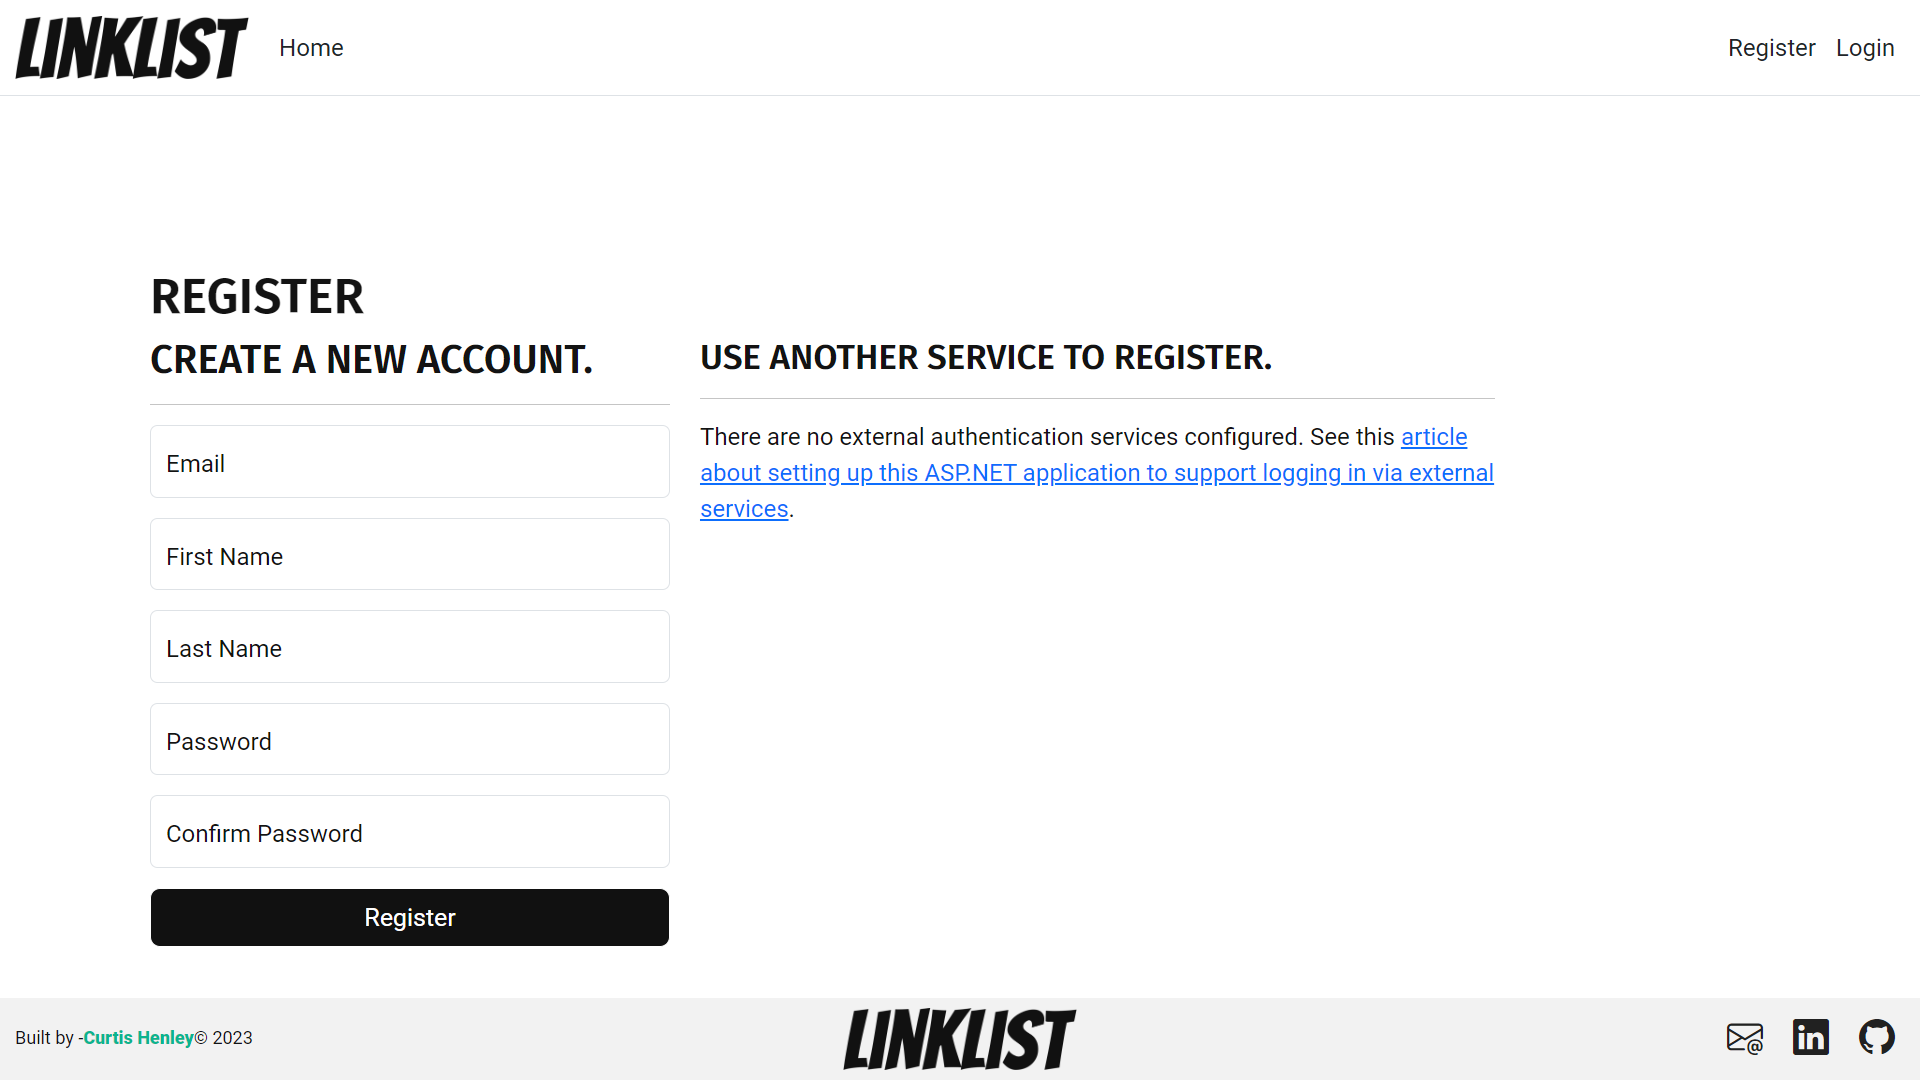 LINKLIST
Home
Register
Login
REGISTER
CREATE A NEW ACCOUNT.
Email
First Name
Last Name
Password
Confirm Password
Register
USE ANOTHER SERVICE TO REGISTER.
There are no external authentication services configured. See this article
about setting up this ASP.NET application to support logging in via external
services.
Built by -Curtis Henley© 2023
LINKLIST